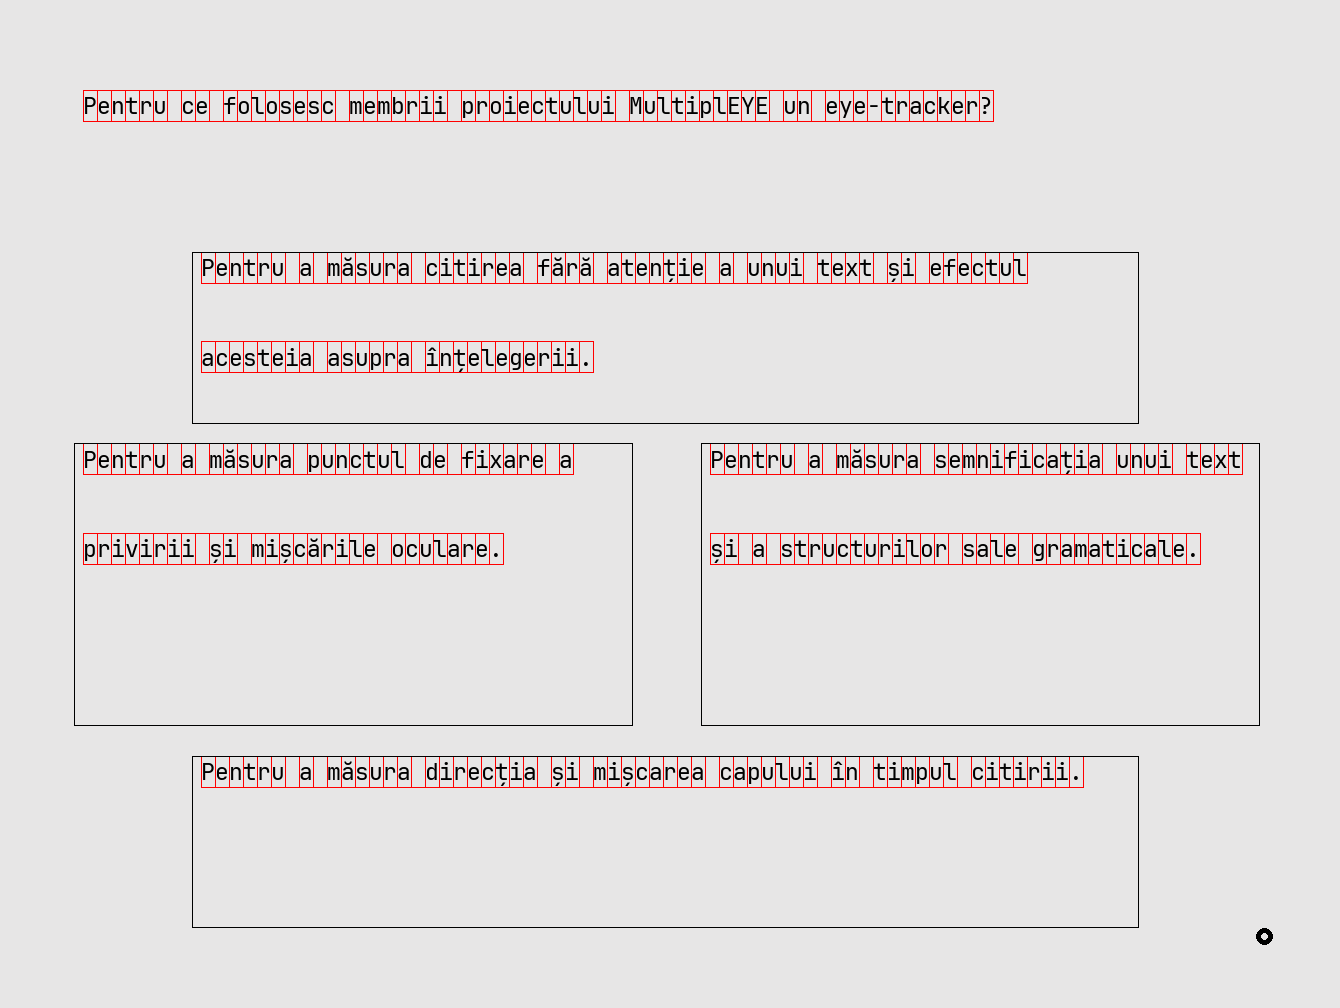 Pentru ce folosesc membrii proiectului MultiplEYE un eye-tracker?
Pentru a măsura citirea fără atenție a unui text și efectul
acesteia asupra înțelegerii.
Pentru a măsura punctul de fixare a
privirii și mișcările oculare.
Pentru a măsura semnificația unui text
și a structurilor sale gramaticale.
Pentru a măsura direcția și mișcarea capului în timpul citirii.